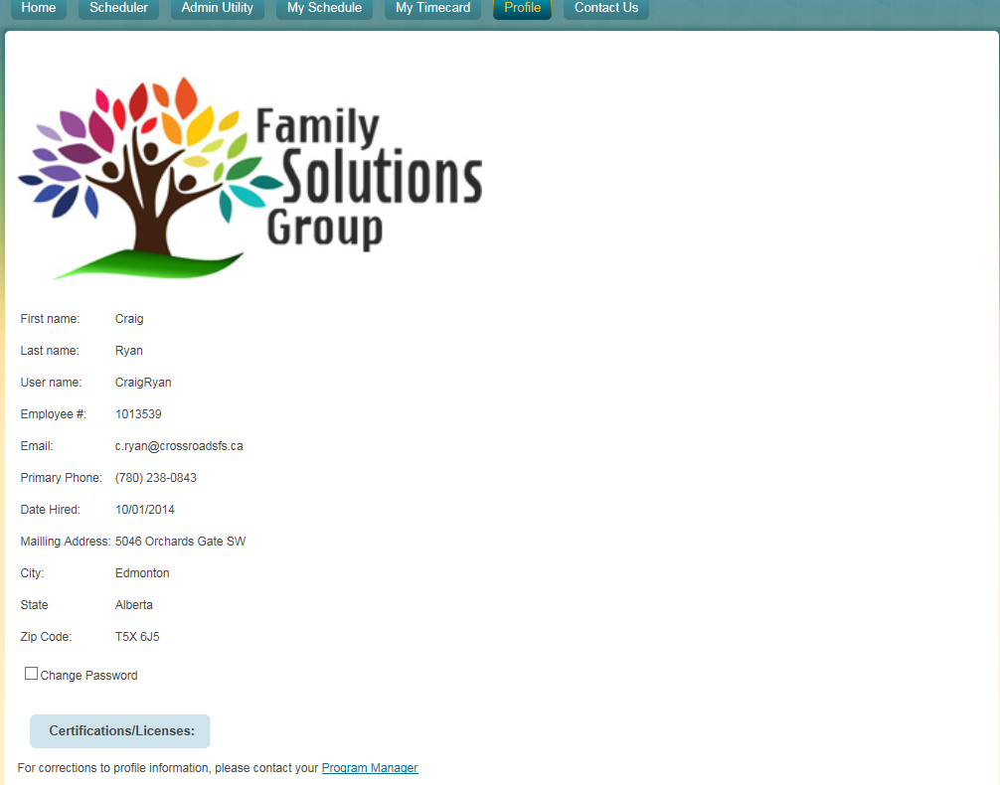 Home Scheduler Admin Utility My Schedule My Timecard Profile Contact Us
Family
Solutions
Group
First name: Craig
Last name: Ryan
User name: CraigRyan
Employee #: 1013539
Email: c.ryan@crossroadsfs.ca
Primary Phone: (780) 238-0843
Date Hired: 10/01/2014
Mailling Address: 5046 Orchards Gate SW
City: Edmonton
State Alberta
Zip Code: T5X 6J5
Change Password
Certifications/Licenses:
For corrections to profile information, please contact your Program Manager